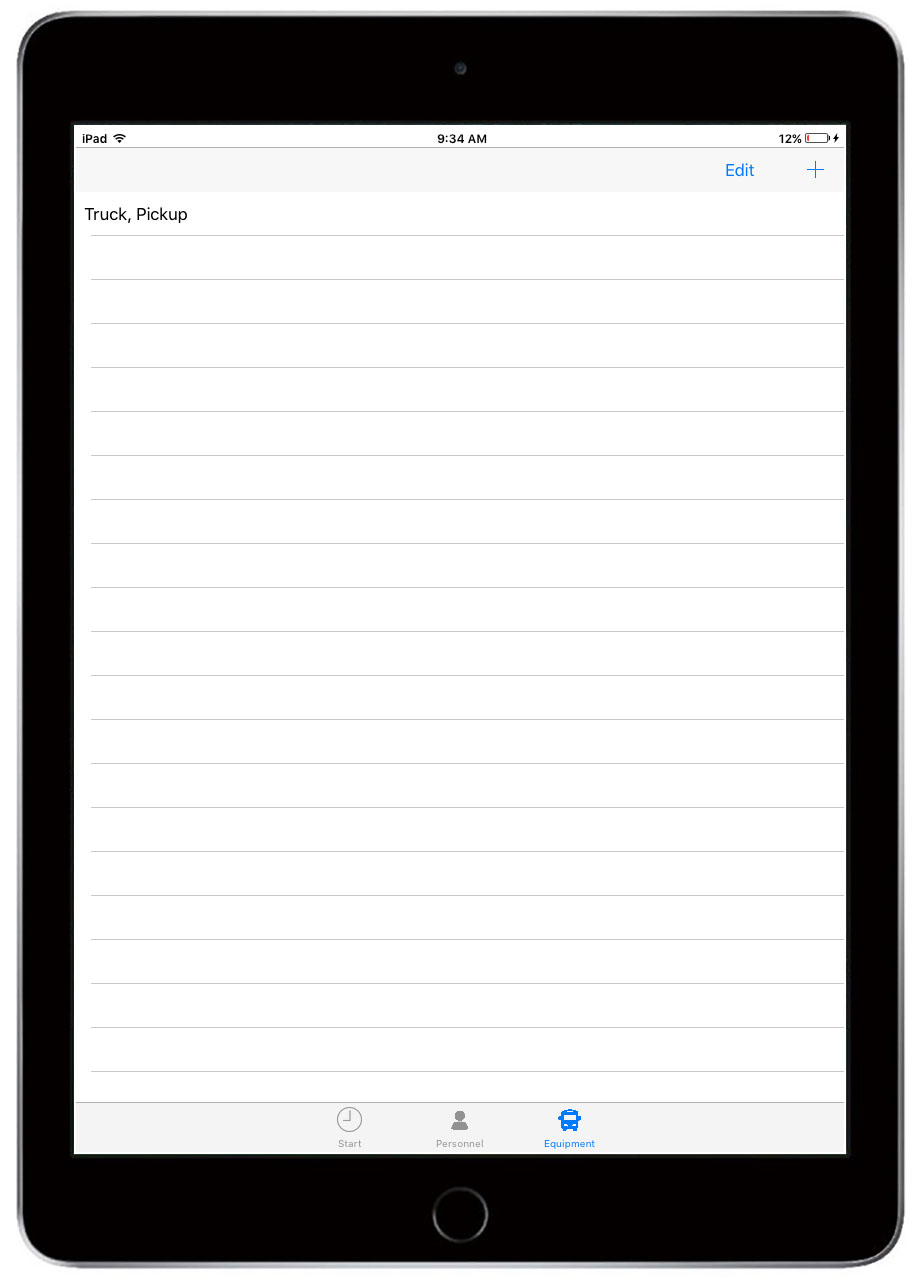 iPad 9:34 AM 12%
Edit +
Truck, Pickup
Start Personnel Equipment